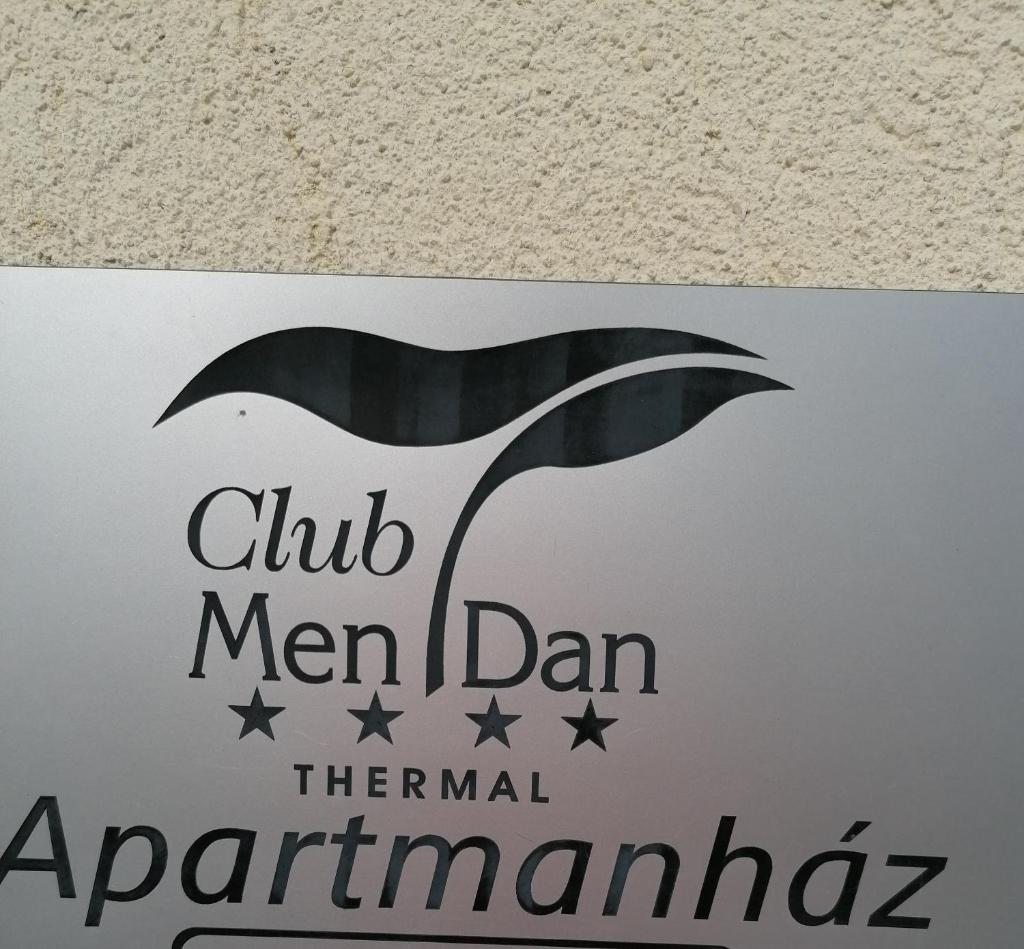 Club
Men Dan
★ ★ ★ ★
THERMAL
Apartmanház